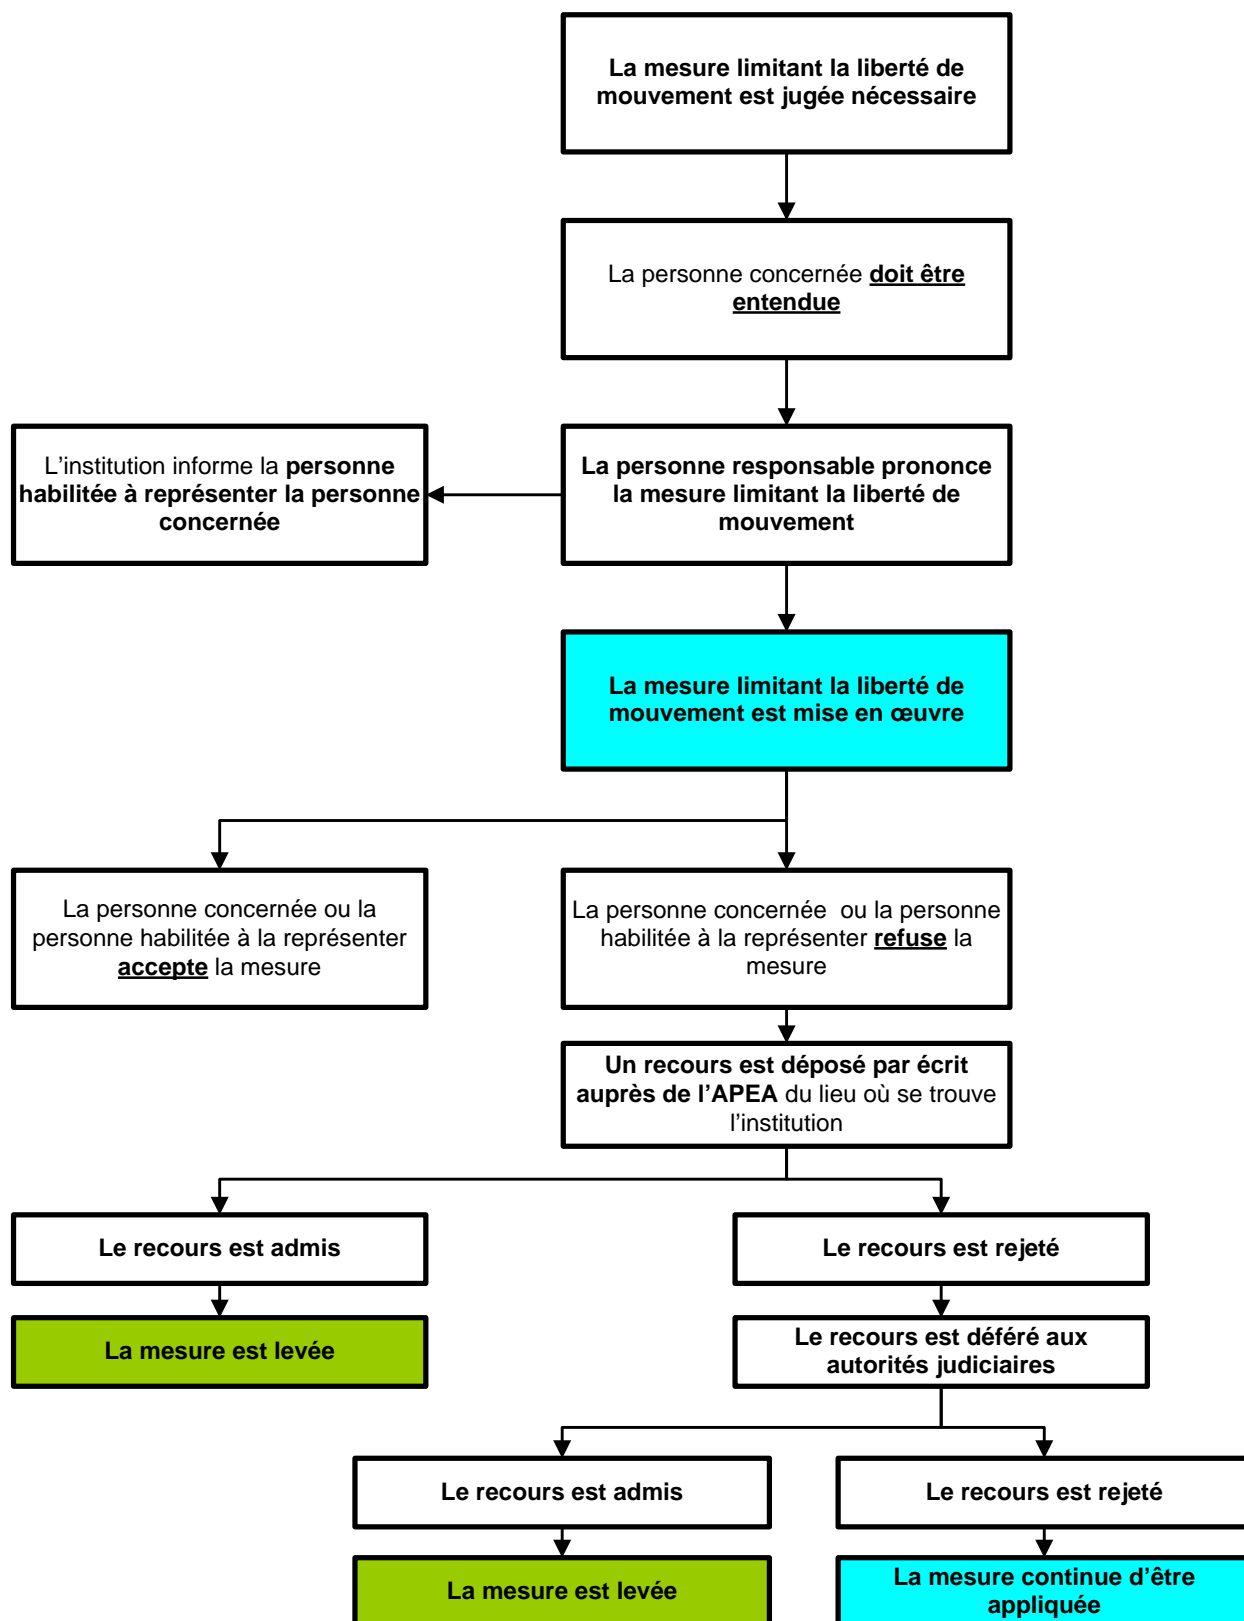 La mesure limitant la liberté de
mouvement est jugée nécessaire
La personne concernée doit être
entendue
L’institution informe la personne
habilitée à représenter la personne
concernée
La personne responsable prononce
la mesure limitant la liberté de
mouvement
La mesure limitant la liberté de
mouvement est mise en œuvre
La personne concernée ou la
personne habilitée à la représenter
accepte la mesure
La personne concernée  ou la personne
habilitée à la représenter refuse la
mesure
Un recours est déposé par écrit
auprès de l’APEA du lieu où se trouve
l’institution
Le recours est admis
Le recours est rejeté
La mesure est levée
Le recours est déféré aux
autorités judiciaires
Le recours est admis
Le recours est rejeté
La mesure est levée
La mesure continue d’être
appliquée